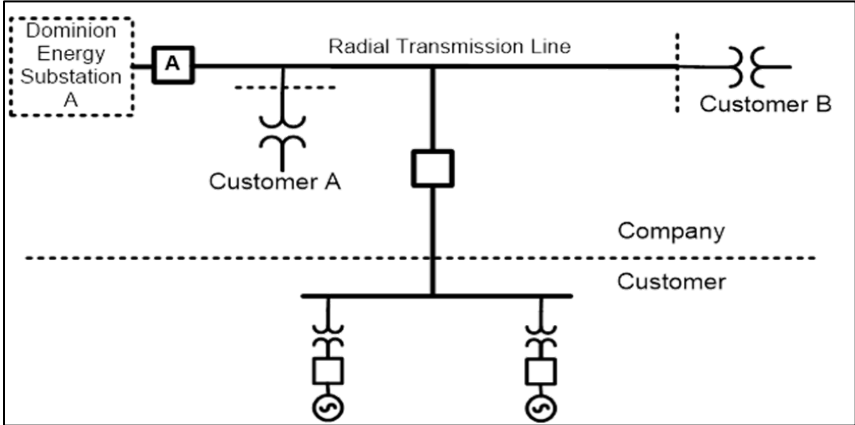 Dominion
Energy
Substation
A
A
Radial Transmission Line
Customer B
Customer A
Company
Customer